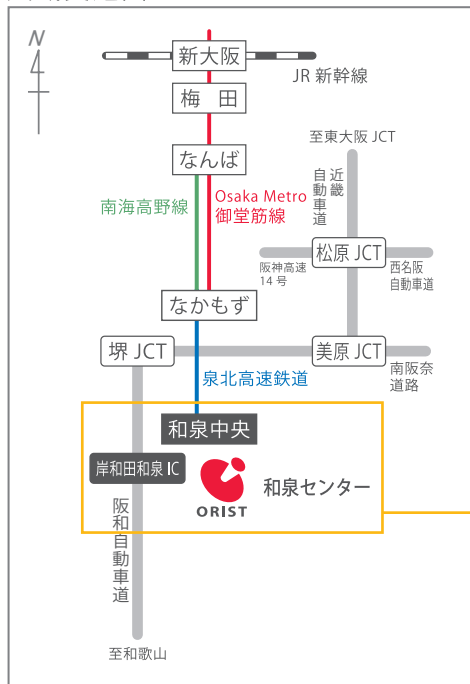 N
新大阪
JR 新幹線
梅　田
至東大阪 JCT
なんば
近畿
自動車道
南海高野線
Osaka Metro
御堂筋線
松原 JCT
阪神高速
14 号
西名阪
自動車道
なかもず
堺 JCT
美原 JCT
南阪奈
道路
泉北高速鉄道
和泉中央
岸和田和泉 IC
和泉センター
ORIST
阪和自動車道
至和歌山